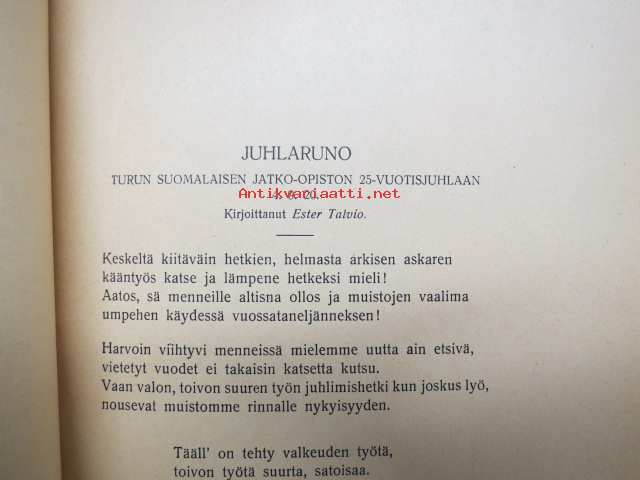 JUHLARUNO
TURUN SUOMALAISEN JATKO-OPISTON 25-VUOTISJUHLAAN
Antikvariaatti.net
Kirjoittanut Ester Talvio.
Keskeltä kiitäväin hetkien, helmasta arkisen askaren
kääntyös katse ja lämpene hetkeksi mieli!
Aatos, sä menneille altisna ollos ja muistojen vaalima
umpehen käydessä vuossataneljänneksen!
Harvoin viihtyvi menneissä mielemme uutta ain etsivä,
vietetyt vuodet ei takaisin katsetta kutsu.
Vaan valon, toivon suuren työn juhlimishetki kun joskus lyö,
nousevat muistomme rinnalle nykyisyyden.
Tääll' on tehty valkeuden työtä,
toivon työtä suurta, satoisaa.